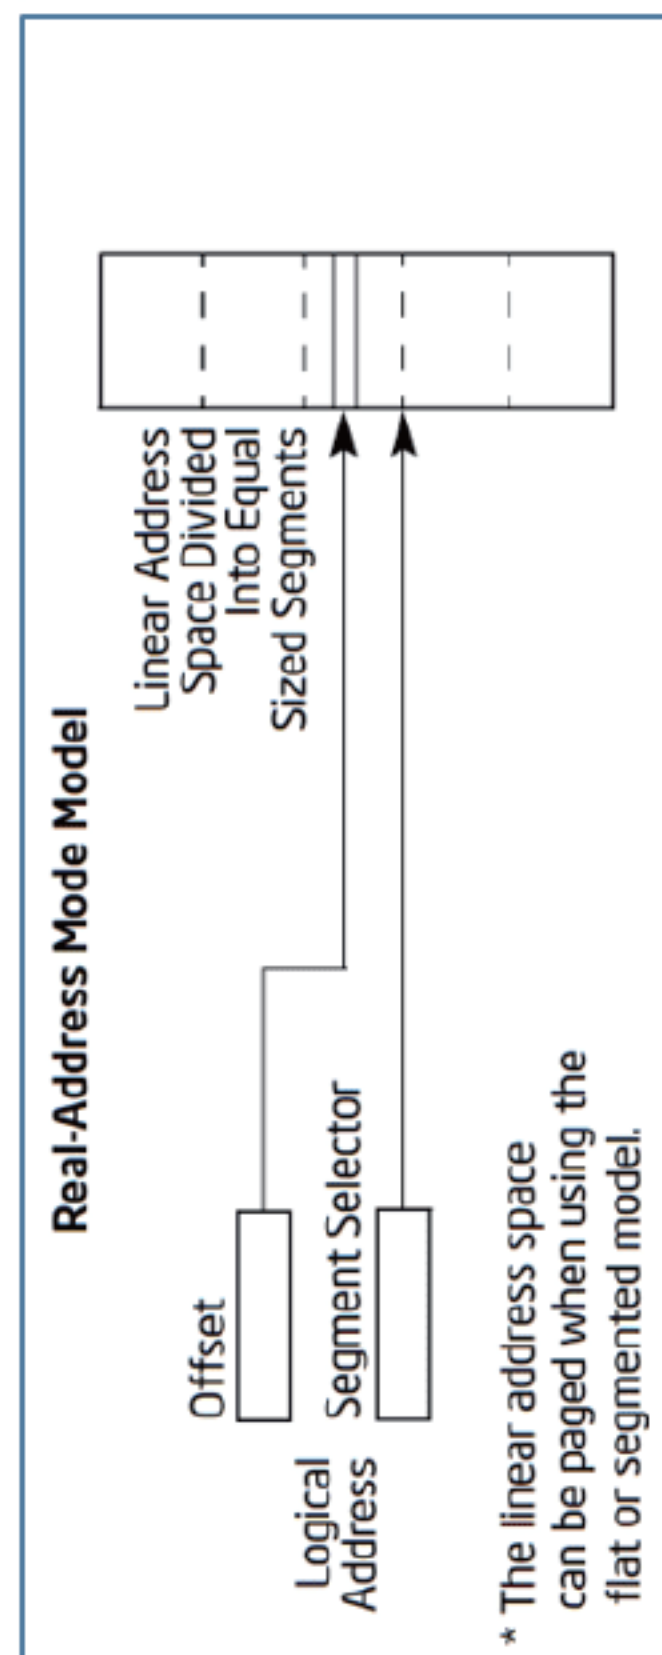 Real-Address Mode Model
Linear Address
Space Divided
Into Equal
Sized Segments
Offset
Logical
Address
Segment Selector
* The linear address space
can be paged when using the
flat or segmented model.